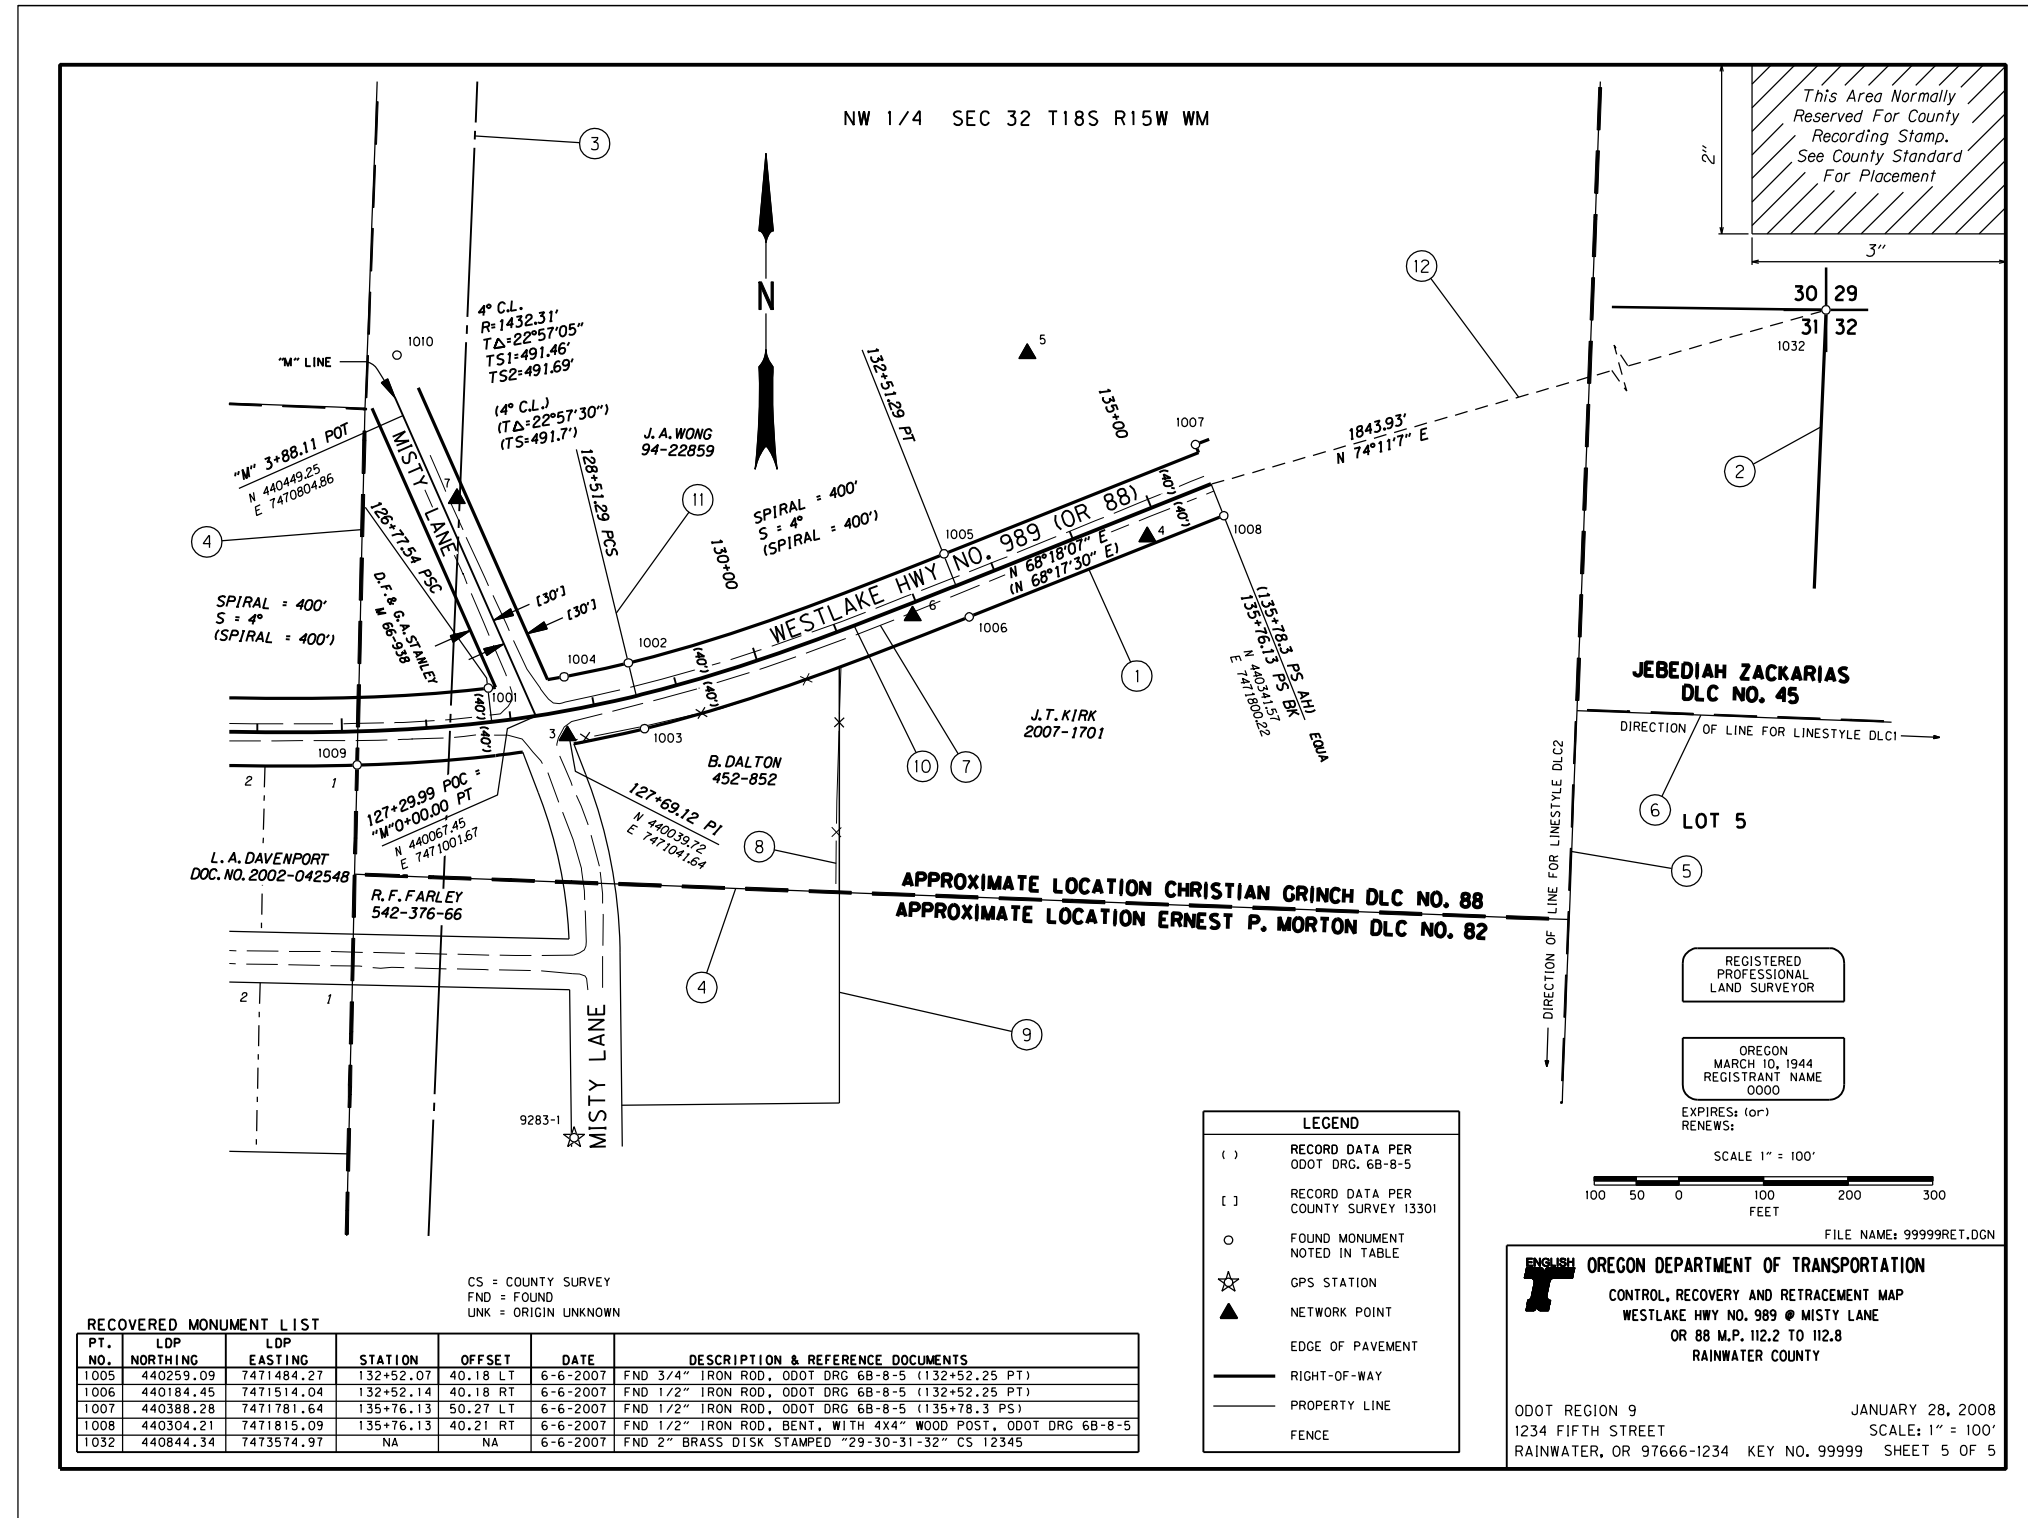 NW 1/4 SEC 32 T18S R15W WM
This Area Normally
Reserved For County
Recording Stamp.
See County Standard
For Placement
2"
3"
3
12
30 29
31 32
1032
2
4° C.L.
R=1432.31'
T△=22°57'05"
TS1=491.46'
TS2=491.69'
(4° C.L.)
(T△=22°57'30")
(TS=491.7')
N
5
1010
"M" LINE
"M" 3+88.11 POT
N 440449.25
E 7470804.86
MISTY LANE
7
J.A.WONG
94-22859
128+51.29 PCS
11
132+51.29 PT
135+00
1007
1843.93'
N 74°11'7" E
4
126+77.54 PSC
SPIRAL = 400'
S = 4°
(SPIRAL = 400')
130+00
1005
WESTLAKE HWY NO. 989 (OR 88)
(40')
(40')
N 68°18'07" E
(N 68°17'30" E)
4
1008
SPIRAL = 400'
S = 4°
(SPIRAL = 400')
D.F.& G.A.STANLEY
M 66-938
[30']
[30']
1004
1002
6
1006
1
(135+78.3 PS AH)
135+76.13 PS BK
EQUA
N 440341.57
E 7471800.22
1001
(40')
(40')
(40')
(40')
3
1003
1009
J.T.KIRK
2007-1701
B.DALTON
452-852
10
7
2
1
127+29.99 POC =
"M"0+00.00 PT
N 440067.45
E 7471001.67
127+69.12 PI
N 440039.72
E 7471041.64
8
JEBEDIAH ZACKARIAS
DLC NO. 45
DIRECTION OF LINE FOR LINESTYLE DLC1
DIRECTION OF LINE FOR LINESTYLE DLC2
6
LOT 5
5
L.A.DAVENPORT
DOC.NO.2002-042548
R.F.FARLEY
542-376-66
APPROXIMATE LOCATION CHRISTIAN GRINCH DLC NO. 88
APPROXIMATE LOCATION ERNEST P. MORTON DLC NO. 82
2
1
4
9
MISTY LANE
9283-1
REGISTERED
PROFESSIONAL
LAND SURVEYOR
OREGON
MARCH 10, 1944
REGISTRANT NAME
0000
EXPIRES: (or)
RENEWS:
SCALE 1" = 100'
100 50 0 100 200 300
FEET
FILE NAME: 99999RET.DGN
LEGEND
( ) RECORD DATA PER
ODOT DRG. 6B-8-5
[ ] RECORD DATA PER
COUNTY SURVEY 13301
FOUND MONUMENT
NOTED IN TABLE
GPS STATION
NETWORK POINT
EDGE OF PAVEMENT
RIGHT-OF-WAY
PROPERTY LINE
FENCE
CS = COUNTY SURVEY
FND = FOUND
UNK = ORIGIN UNKNOWN
RECOVERED MONUMENT LIST
PT. NO. LDP NORTHING LDP EASTING STATION OFFSET DATE DESCRIPTION & REFERENCE DOCUMENTS
1005 440259.09 7471484.27 132+52.07 40.18 LT 6-6-2007 FND 3/4" IRON ROD, ODOT DRG 6B-8-5 (132+52.25 PT)
1006 440184.45 7471514.04 132+52.14 40.18 RT 6-6-2007 FND 1/2" IRON ROD, ODOT DRG 6B-8-5 (132+52.25 PT)
1007 440388.28 7471781.64 135+76.13 50.27 LT 6-6-2007 FND 1/2" IRON ROD, ODOT DRG 6B-8-5 (135+78.3 PS)
1008 440304.21 7471815.09 135+76.13 40.21 RT 6-6-2007 FND 1/2" IRON ROD, BENT, WITH 4X4" WOOD POST, ODOT DRG 6B-8-5
1032 440844.34 7473574.97 NA NA 6-6-2007 FND 2" BRASS DISK STAMPED "29-30-31-32" CS 12345
ENGLISH
OREGON DEPARTMENT OF TRANSPORTATION
CONTROL, RECOVERY AND RETRACEMENT MAP
WESTLAKE HWY NO. 989 @ MISTY LANE
OR 88 M.P. 112.2 TO 112.8
RAINWATER COUNTY
ODOT REGION 9 JANUARY 28, 2008
1234 FIFTH STREET SCALE: 1" = 100'
RAINWATER, OR 97666-1234 KEY NO. 99999 SHEET 5 OF 5